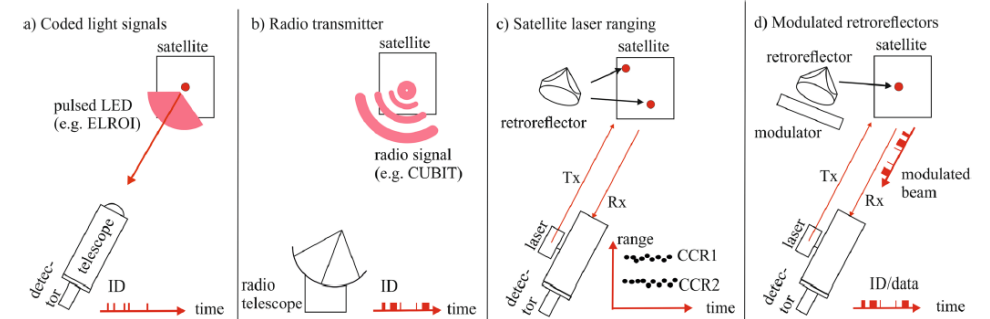 a) Coded light signals
satellite
pulsed LED
(e.g. ELROI)
telescope
detec-
tor
ID
time
b) Radio transmitter
satellite
radio signal
(e.g. CUBIT)
radio
telescope
ID
time
c) Satellite laser ranging
satellite
retroreflector
Tx
Rx
laser
detec-
tor
range
CCR1
CCR2
time
d) Modulated retroreflectors
satellite
retroreflector
modulator
modulated
beam
Tx
Rx
laser
detec-
tor
ID/data
time